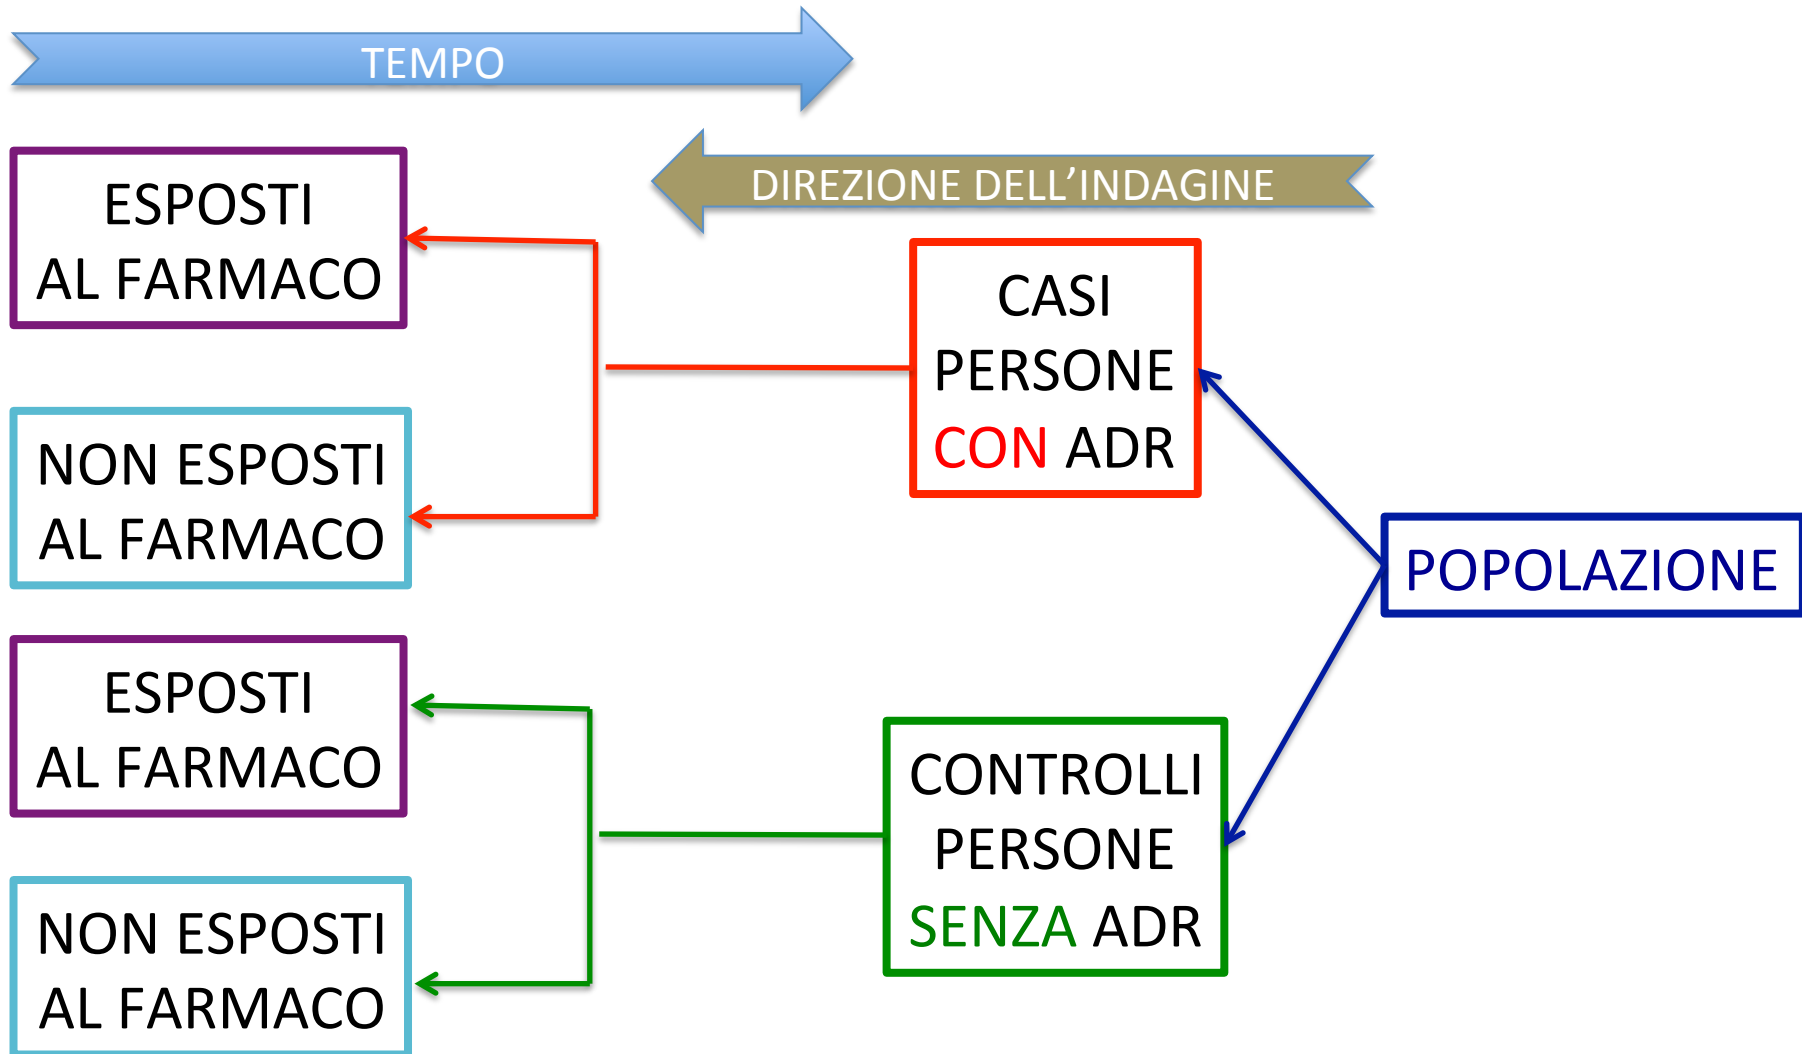 TEMPO
DIREZIONE DELL’INDAGINE
ESPOSTI
AL FARMACO
NON ESPOSTI
AL FARMACO
ESPOSTI
AL FARMACO
NON ESPOSTI
AL FARMACO
CASI
PERSONE
CON ADR
CONTROLLI
PERSONE
SENZA ADR
POPOLAZIONE